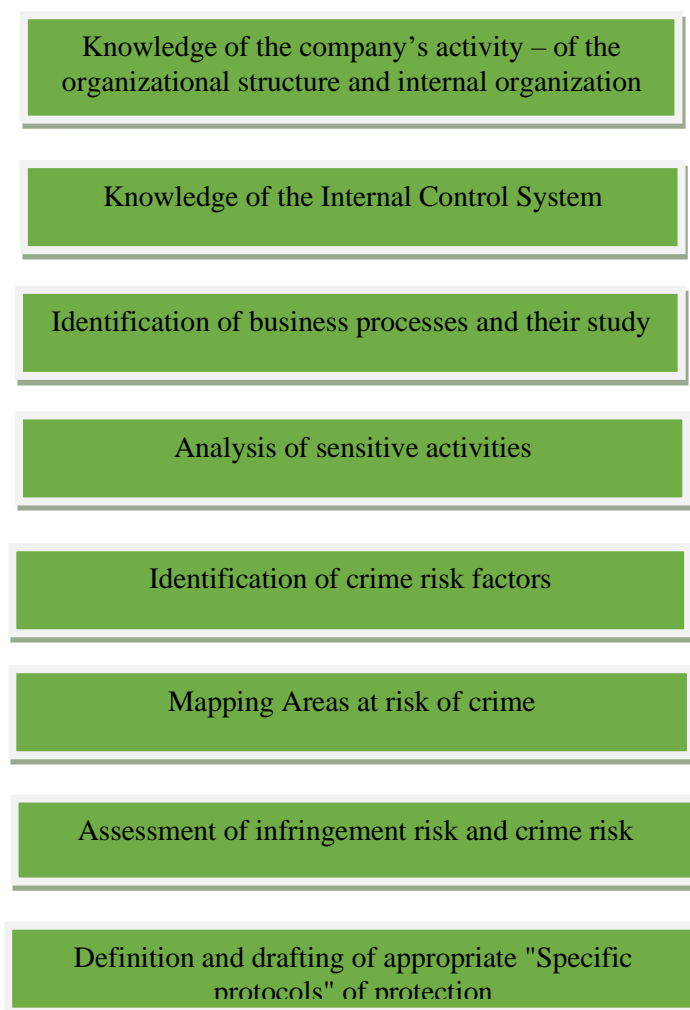 Knowledge of the company’s activity – of the
organizational structure and internal organization
Knowledge of the Internal Control System
Identification of business processes and their study
Analysis of sensitive activities
Identification of crime risk factors
Mapping Areas at risk of crime
Assessment of infringement risk and crime risk
Definition and drafting of appropriate "Specific
protocols" of protection